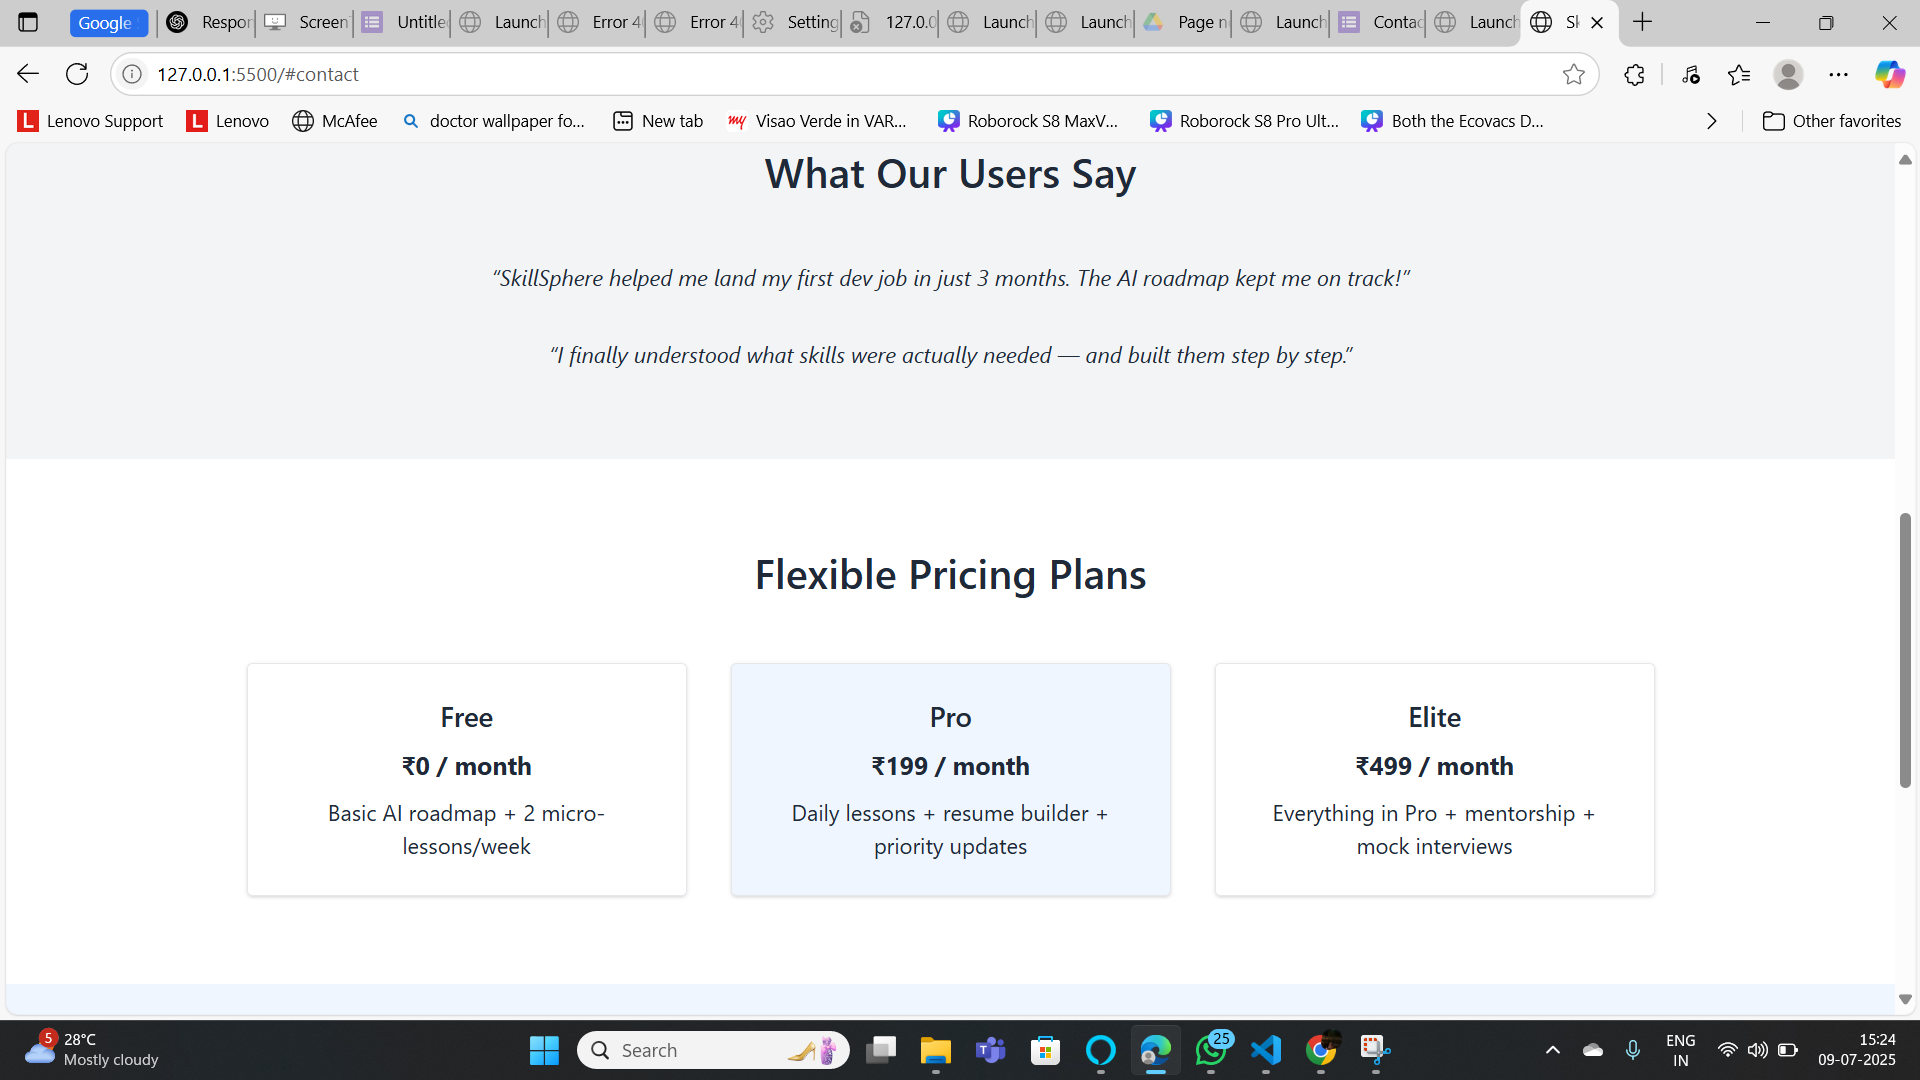 Google
Respon
Screen
Untitle
Launch
Error 4
Error 4
Setting
127.0.0
Launch
Launch
Page n
Launch
Contac
Launch
Sk
127.0.0.1:5500/#contact
Lenovo Support
Lenovo
McAfee
doctor wallpaper fo...
New tab
my
Visao Verde in VAR...
Roborock S8 MaxV...
Roborock S8 Pro Ult...
Both the Ecovacs D...
Other favorites
What Our Users Say
“SkillSphere helped me land my first dev job in just 3 months. The AI roadmap kept me on track!”
“I finally understood what skills were actually needed — and built them step by step.”
Flexible Pricing Plans
Free
₹0 / month
Basic AI roadmap + 2 micro-
lessons/week
Pro
₹199 / month
Daily lessons + resume builder +
priority updates
Elite
₹499 / month
Everything in Pro + mentorship +
mock interviews
5
28°C
Mostly cloudy
Search
25
ENG
IN
15:24
09-07-2025